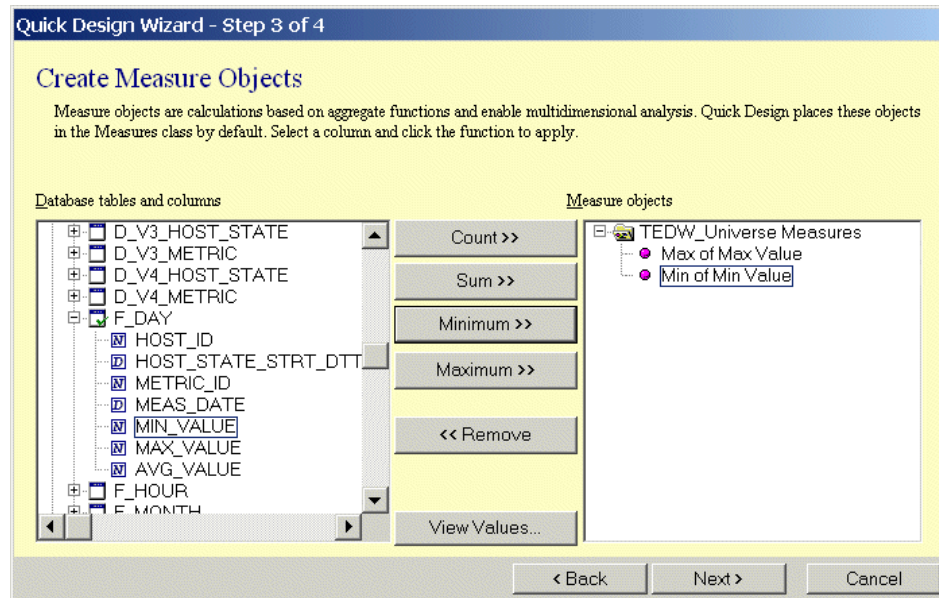 Quick Design Wizard - Step 3 of 4
Create Measure Objects
Measure objects are calculations based on aggregate functions and enable multidimensional analysis. Quick Design places these objects
in the Measures class by default. Select a column and click the function to apply.
Database tables and columns
D_V3_HOST_STATE
D_V3_METRIC
D_V4_HOST_STATE
D_V4_METRIC
F_DAY
N HOST_ID
D HOST_STATE_STRT_DTT
N METRIC_ID
D MEAS_DATE
N MIN_VALUE
N MAX_VALUE
N AVG_VALUE
F_HOUR
F_MONTH
Count >>
Sum >>
Minimum >>
Maximum >>
<< Remove
View Values...
Measure objects
TEDW_Universe Measures
Max of Max Value
Min of Min Value
< Back
Next >
Cancel